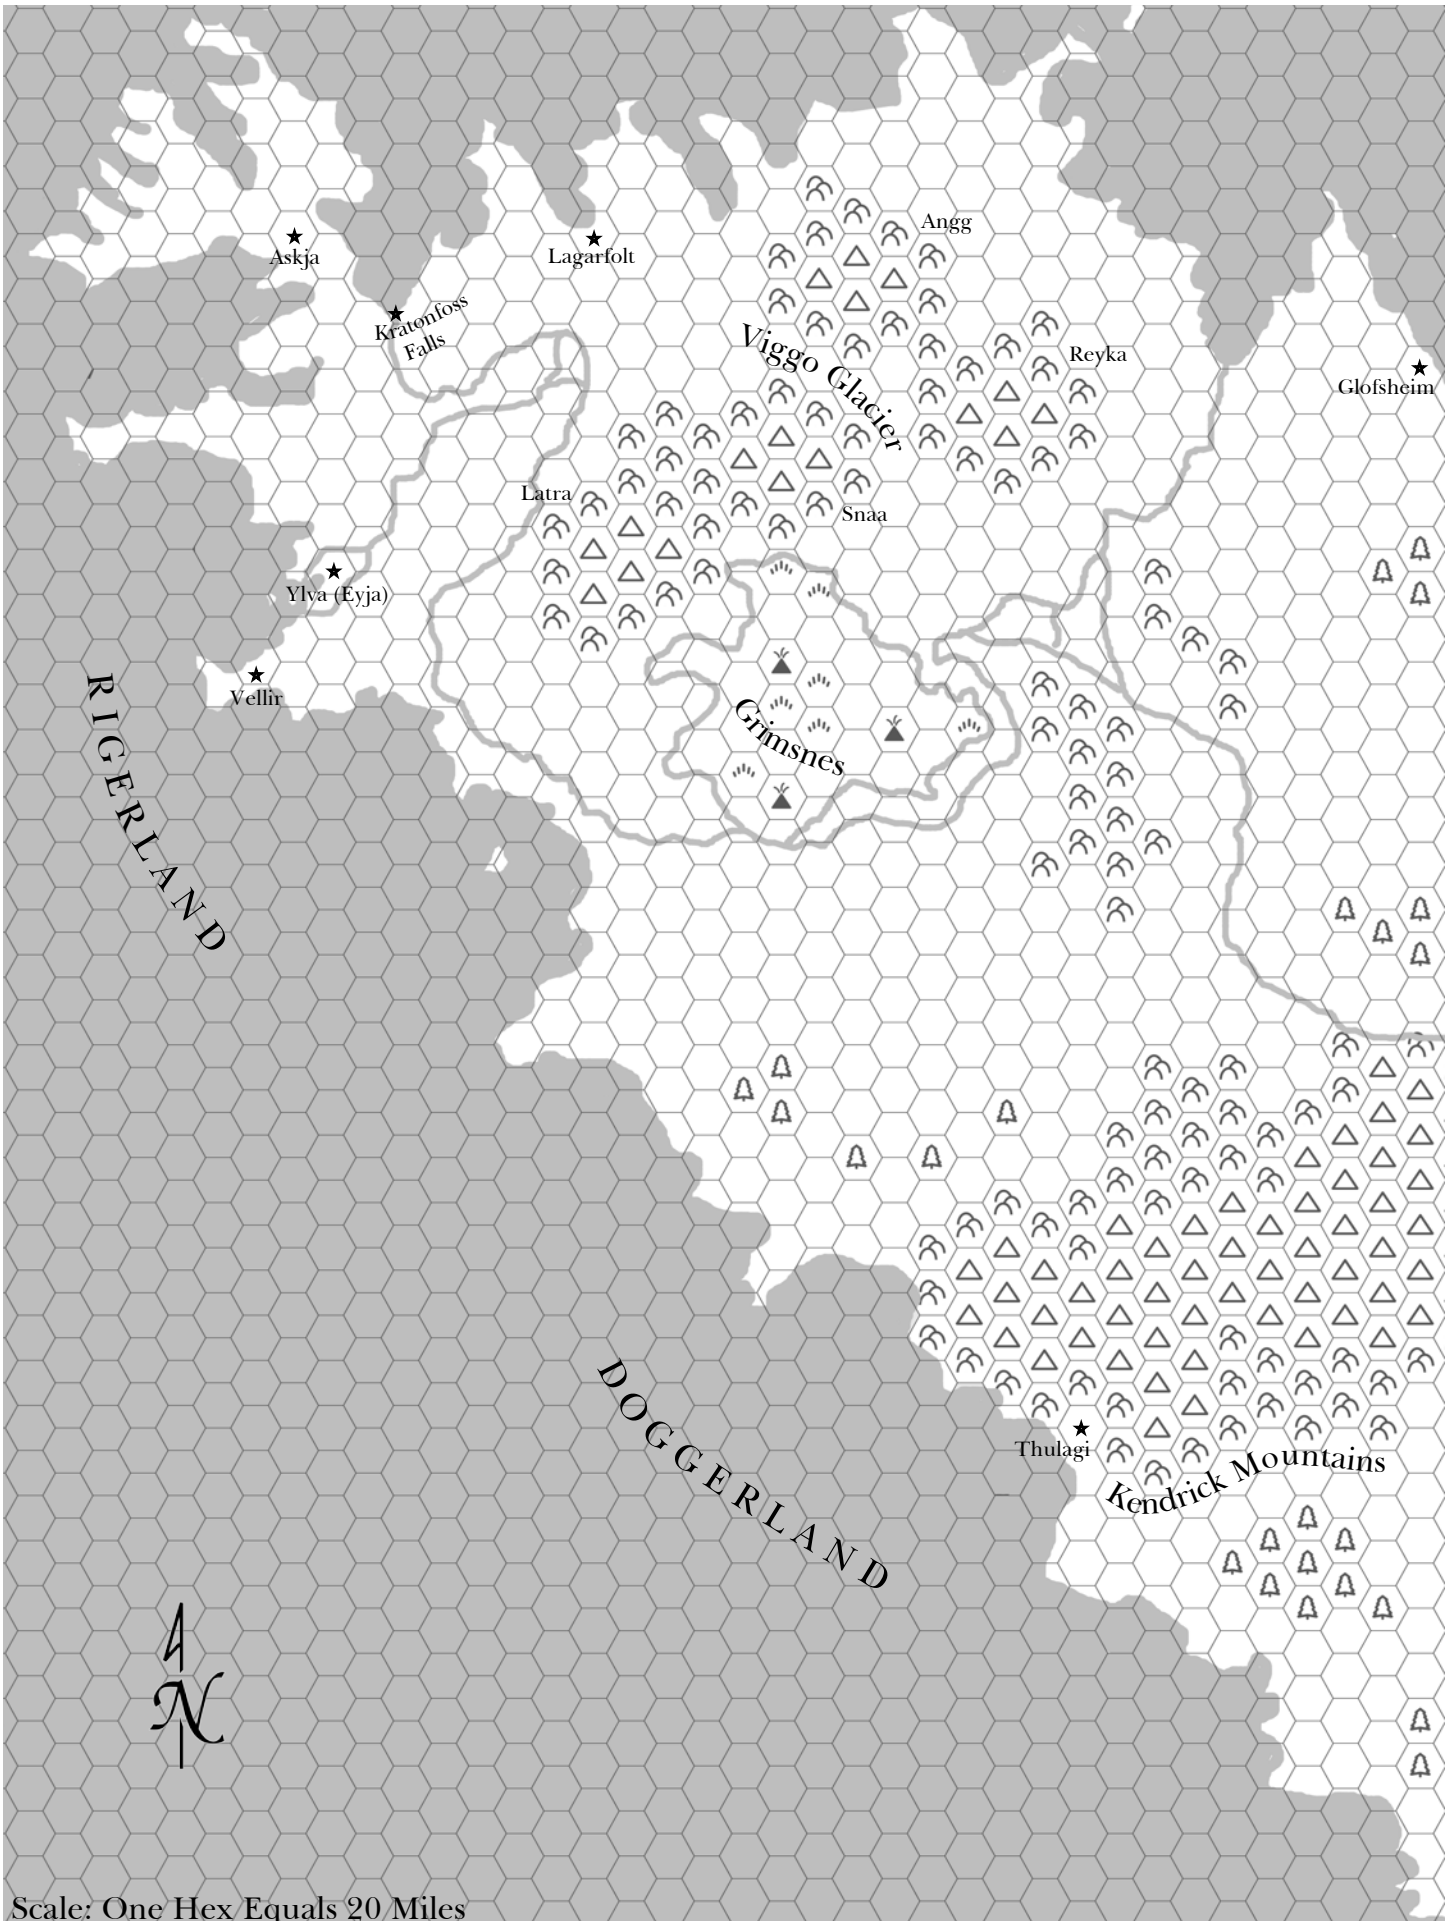 Angg
Askja
Lagarfolt
Kratonfoss
Falls
Viggo Glacier
Reyka
Glofsheim
Latra
Snaa
Ylva (Eyja)
Vellir
RIGERLAND
Grimsnes
DOGGERLAND
Thulagi
Kendrick Mountains
N
Scale: One Hex Equals 20 Miles